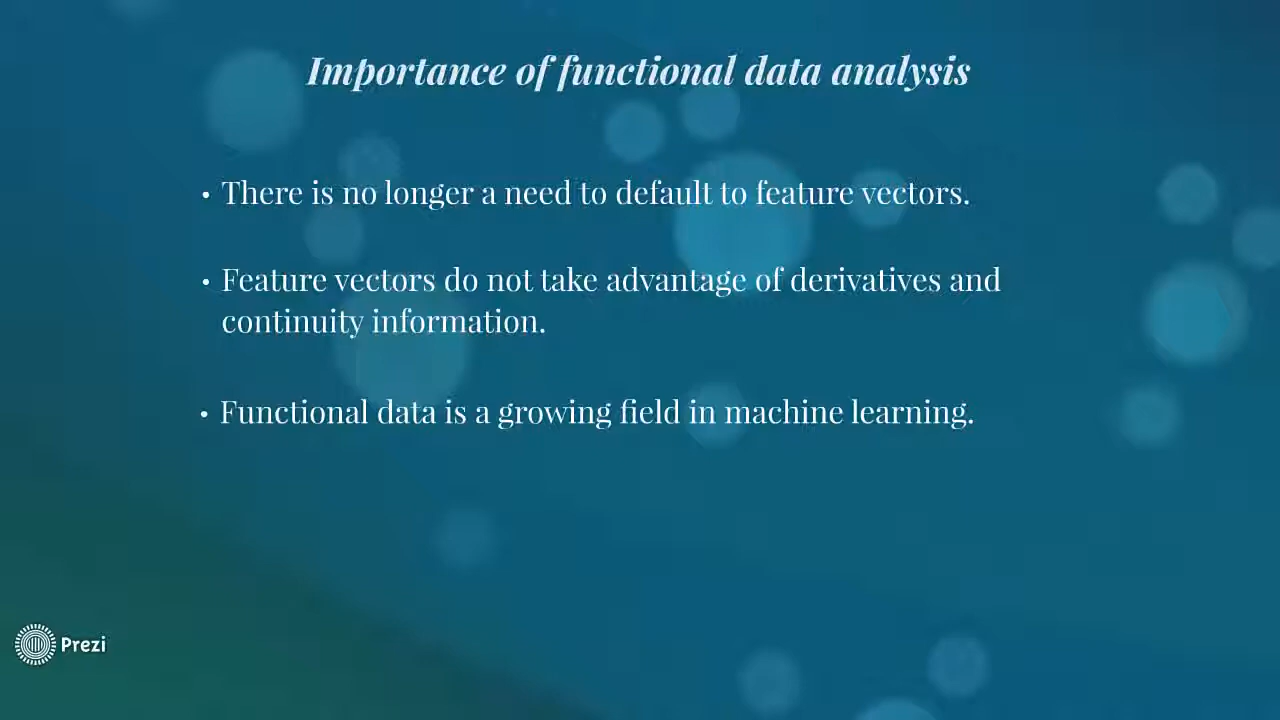 Importance of functional data analysis
• There is no longer a need to default to feature vectors.
• Feature vectors do not take advantage of derivatives and
continuity information.
• Functional data is a growing field in machine learning.
Prezi